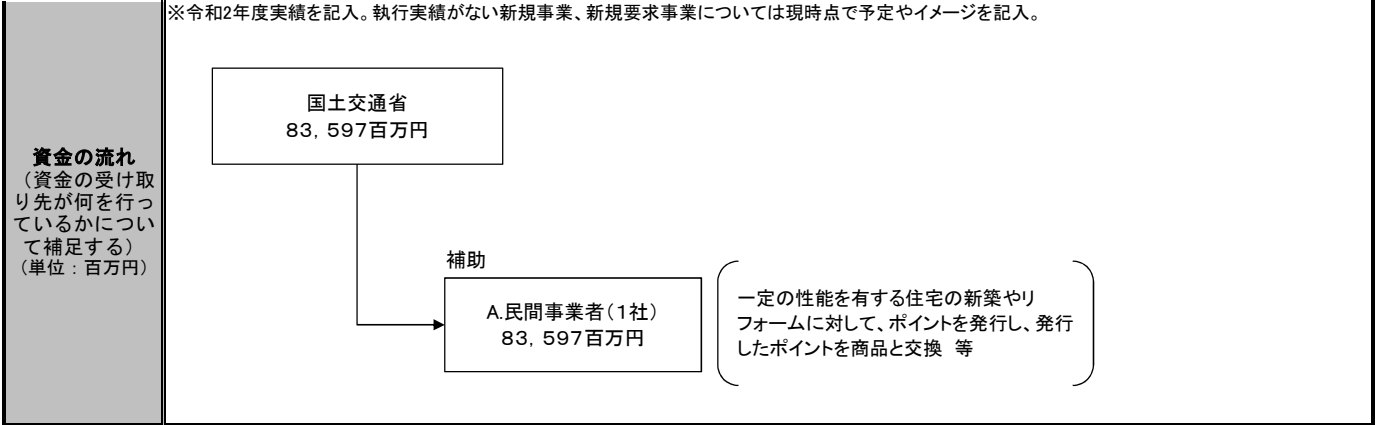 ※令和2年度実績を記入。執行実績がない新規事業、新規要求事業については現時点で予定やイメージを記入。
国土交通省
83，597百万円
資金の流れ
（資金の受け取
り先が何を行っ
ているかについ
て補足する）
（単位：百万円）
補助
A.民間事業者（1社）
83，597百万円
一定の性能を有する住宅の新築やリ
フォームに対して、ポイントを発行し、発行
したポイントを商品と交換　等